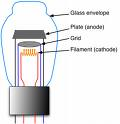 Glass envelope
Plate (anode)
Grid
Filament (cathode)